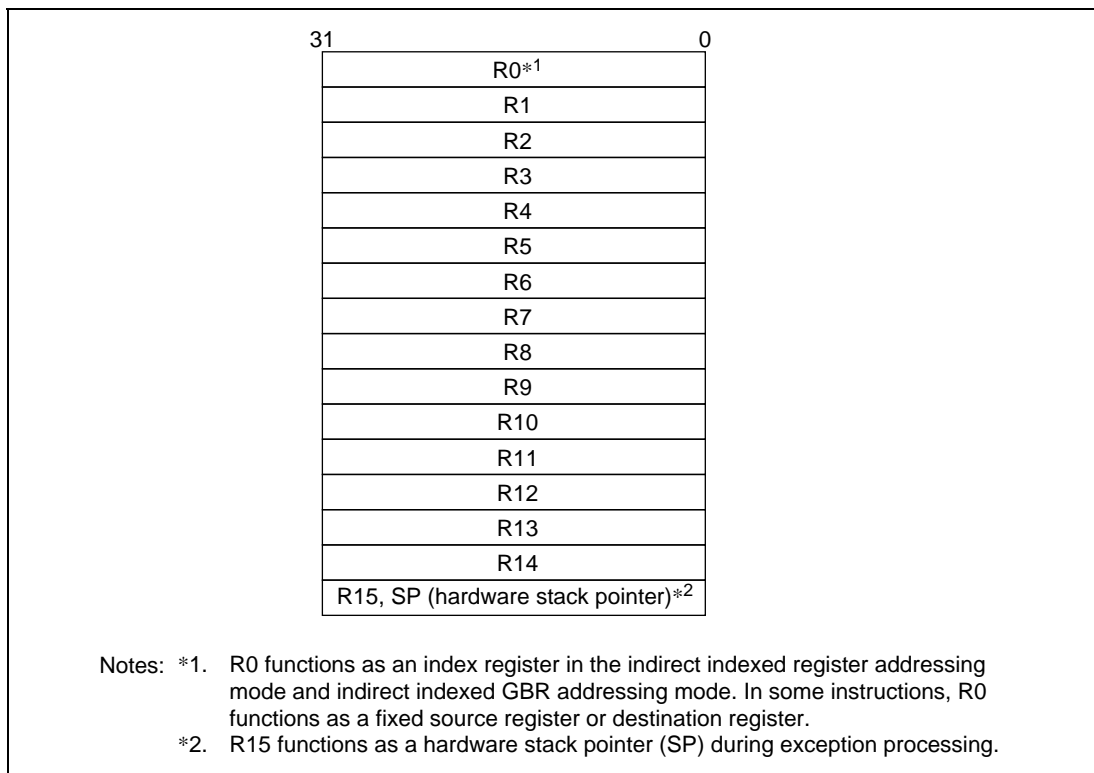 31 0
R0*1
R1
R2
R3
R4
R5
R6
R7
R8
R9
R10
R11
R12
R13
R14
R15, SP (hardware stack pointer)*2
Notes: *1. R0 functions as an index register in the indirect indexed register addressing
mode and indirect indexed GBR addressing mode. In some instructions, R0
functions as a fixed source register or destination register.
*2. R15 functions as a hardware stack pointer (SP) during exception processing.